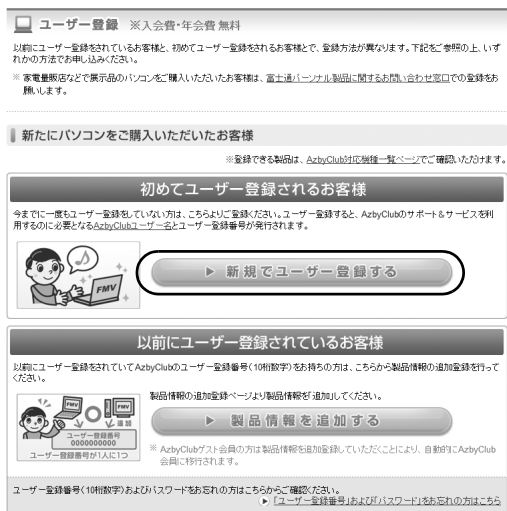 ユーザー登録 ※入会費・年会費 無料
以前にユーザー登録をされているお客様と、初めてユーザー登録をされるお客様とで、登録方法が異なります。下記をご参照の上、いず
れかの方法でお申し込みください。
※ 家電量販店などで展示品のパソコンをご購入いただいたお客様は、富士通パーソナル製品に関するお問い合わせ窓口での登録をお
願いします。
新たにパソコンをご購入いただいたお客様
※登録できる製品は、AzbyClub対応機種一覧ページでご確認いただけます。
初めてユーザー登録されるお客様
今までに一度もユーザー登録をしていない方は、こちらよりご登録ください。ユーザー登録すると、AzbyClubのサポート＆サービスを利
用するのに必要となるAzbyClubユーザー名とユーザー登録番号が発行されます。
FMV
新規でユーザー登録する
以前にユーザー登録されているお客様
以前にユーザー登録をされていてAzbyClubのユーザー登録番号(10桁数字)をお持ちの方は、こちらから製品情報の追加登録を行って
ください。
製品情報の追加登録ページより製品情報を「追加」してください。
FMV
FMV
追加
ユーザー登録番号
0000000000
ユーザー登録番号が1人に1つ
製品情報を追加する
※ AzbyClubゲスト会員の方は製品情報を追加登録していただくことにより、自動的にAzbyClub
会員に移行されます。
ユーザー登録番号(10桁数字)およびパスワードをお忘れの方はこちらからご確認ください。
「ユーザー登録番号」および「パスワード」をお忘れの方はこちら